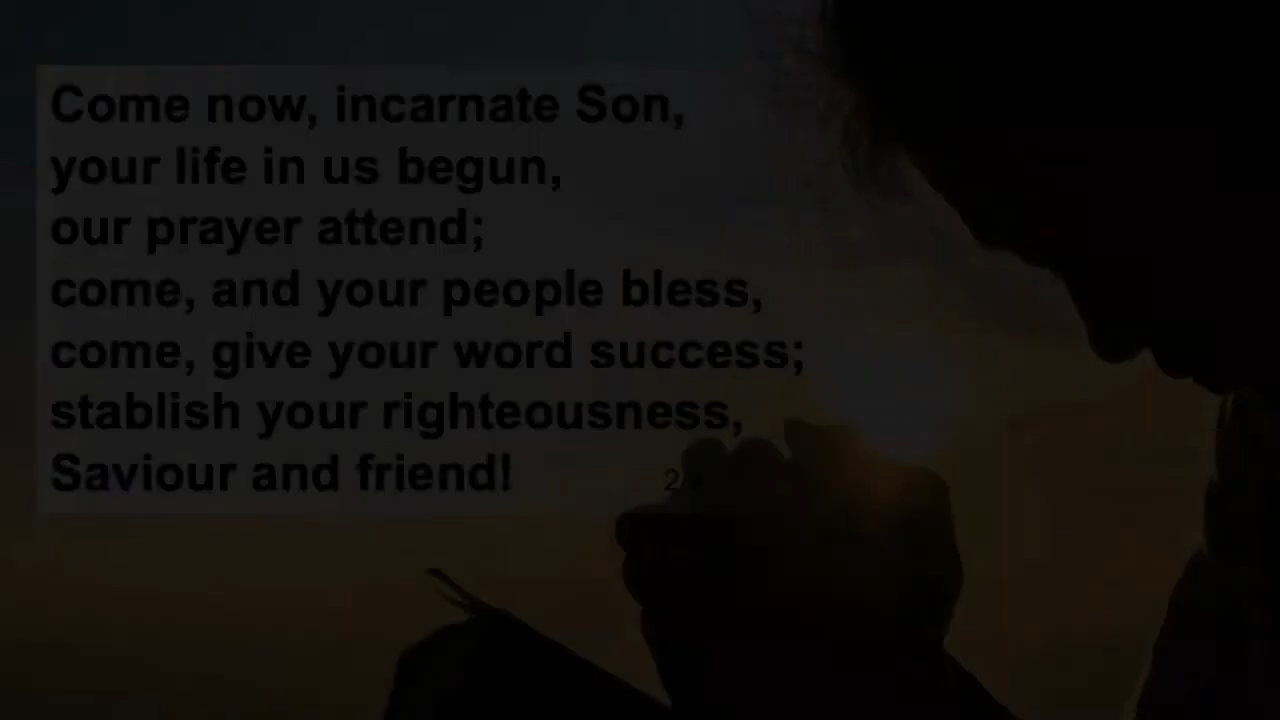 Come now, incarnate Son,
your life in us begun,
our prayer attend;
come, and your people bless,
come, give your word success;
stablish your righteousness,
Saviour and friend!